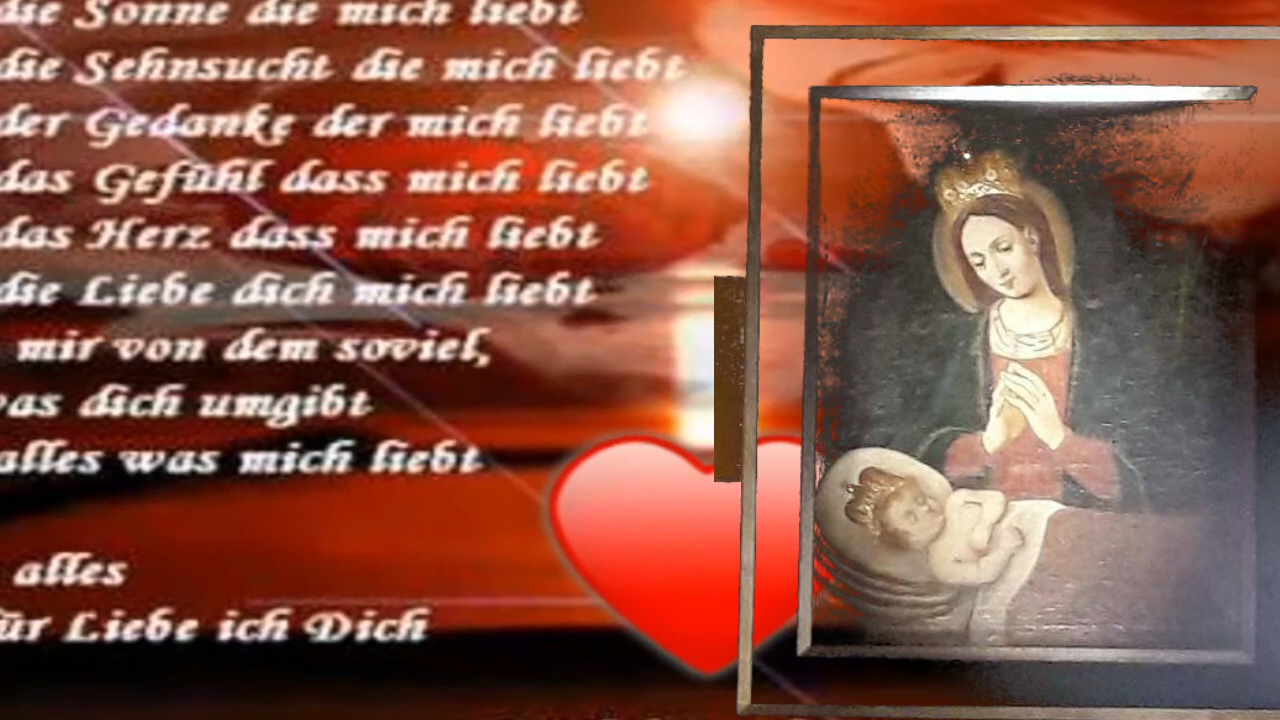 die Sonne die mich liebt
die Sehnsucht die mich liebt
der Gedanke der mich liebt
das Gefühl dass mich liebt
das Herz dass mich liebt
die Liebe dich mich liebt
mir von dem soviel,
was dich umgibt
alles was mich liebt
alles
für Liebe ich Dich